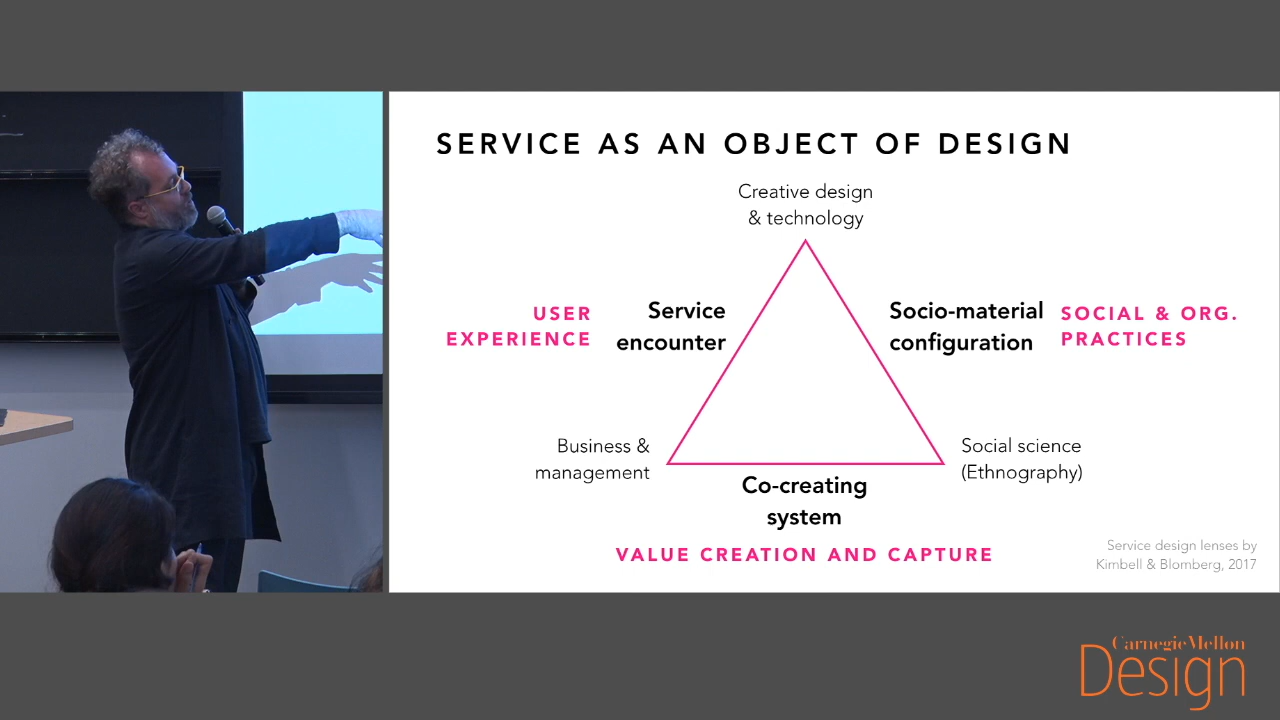 SERVICE AS AN OBJECT OF DESIGN
Creative design
& technology
USER
EXPERIENCE
Service
encounter
Socio-material
configuration
SOCIAL & ORG.
PRACTICES
Business &
management
Social science
(Ethnography)
Co-creating
system
VALUE CREATION AND CAPTURE
Service design lenses by
Kimbell & Blomberg, 2017
Carnegie Mellon
Design